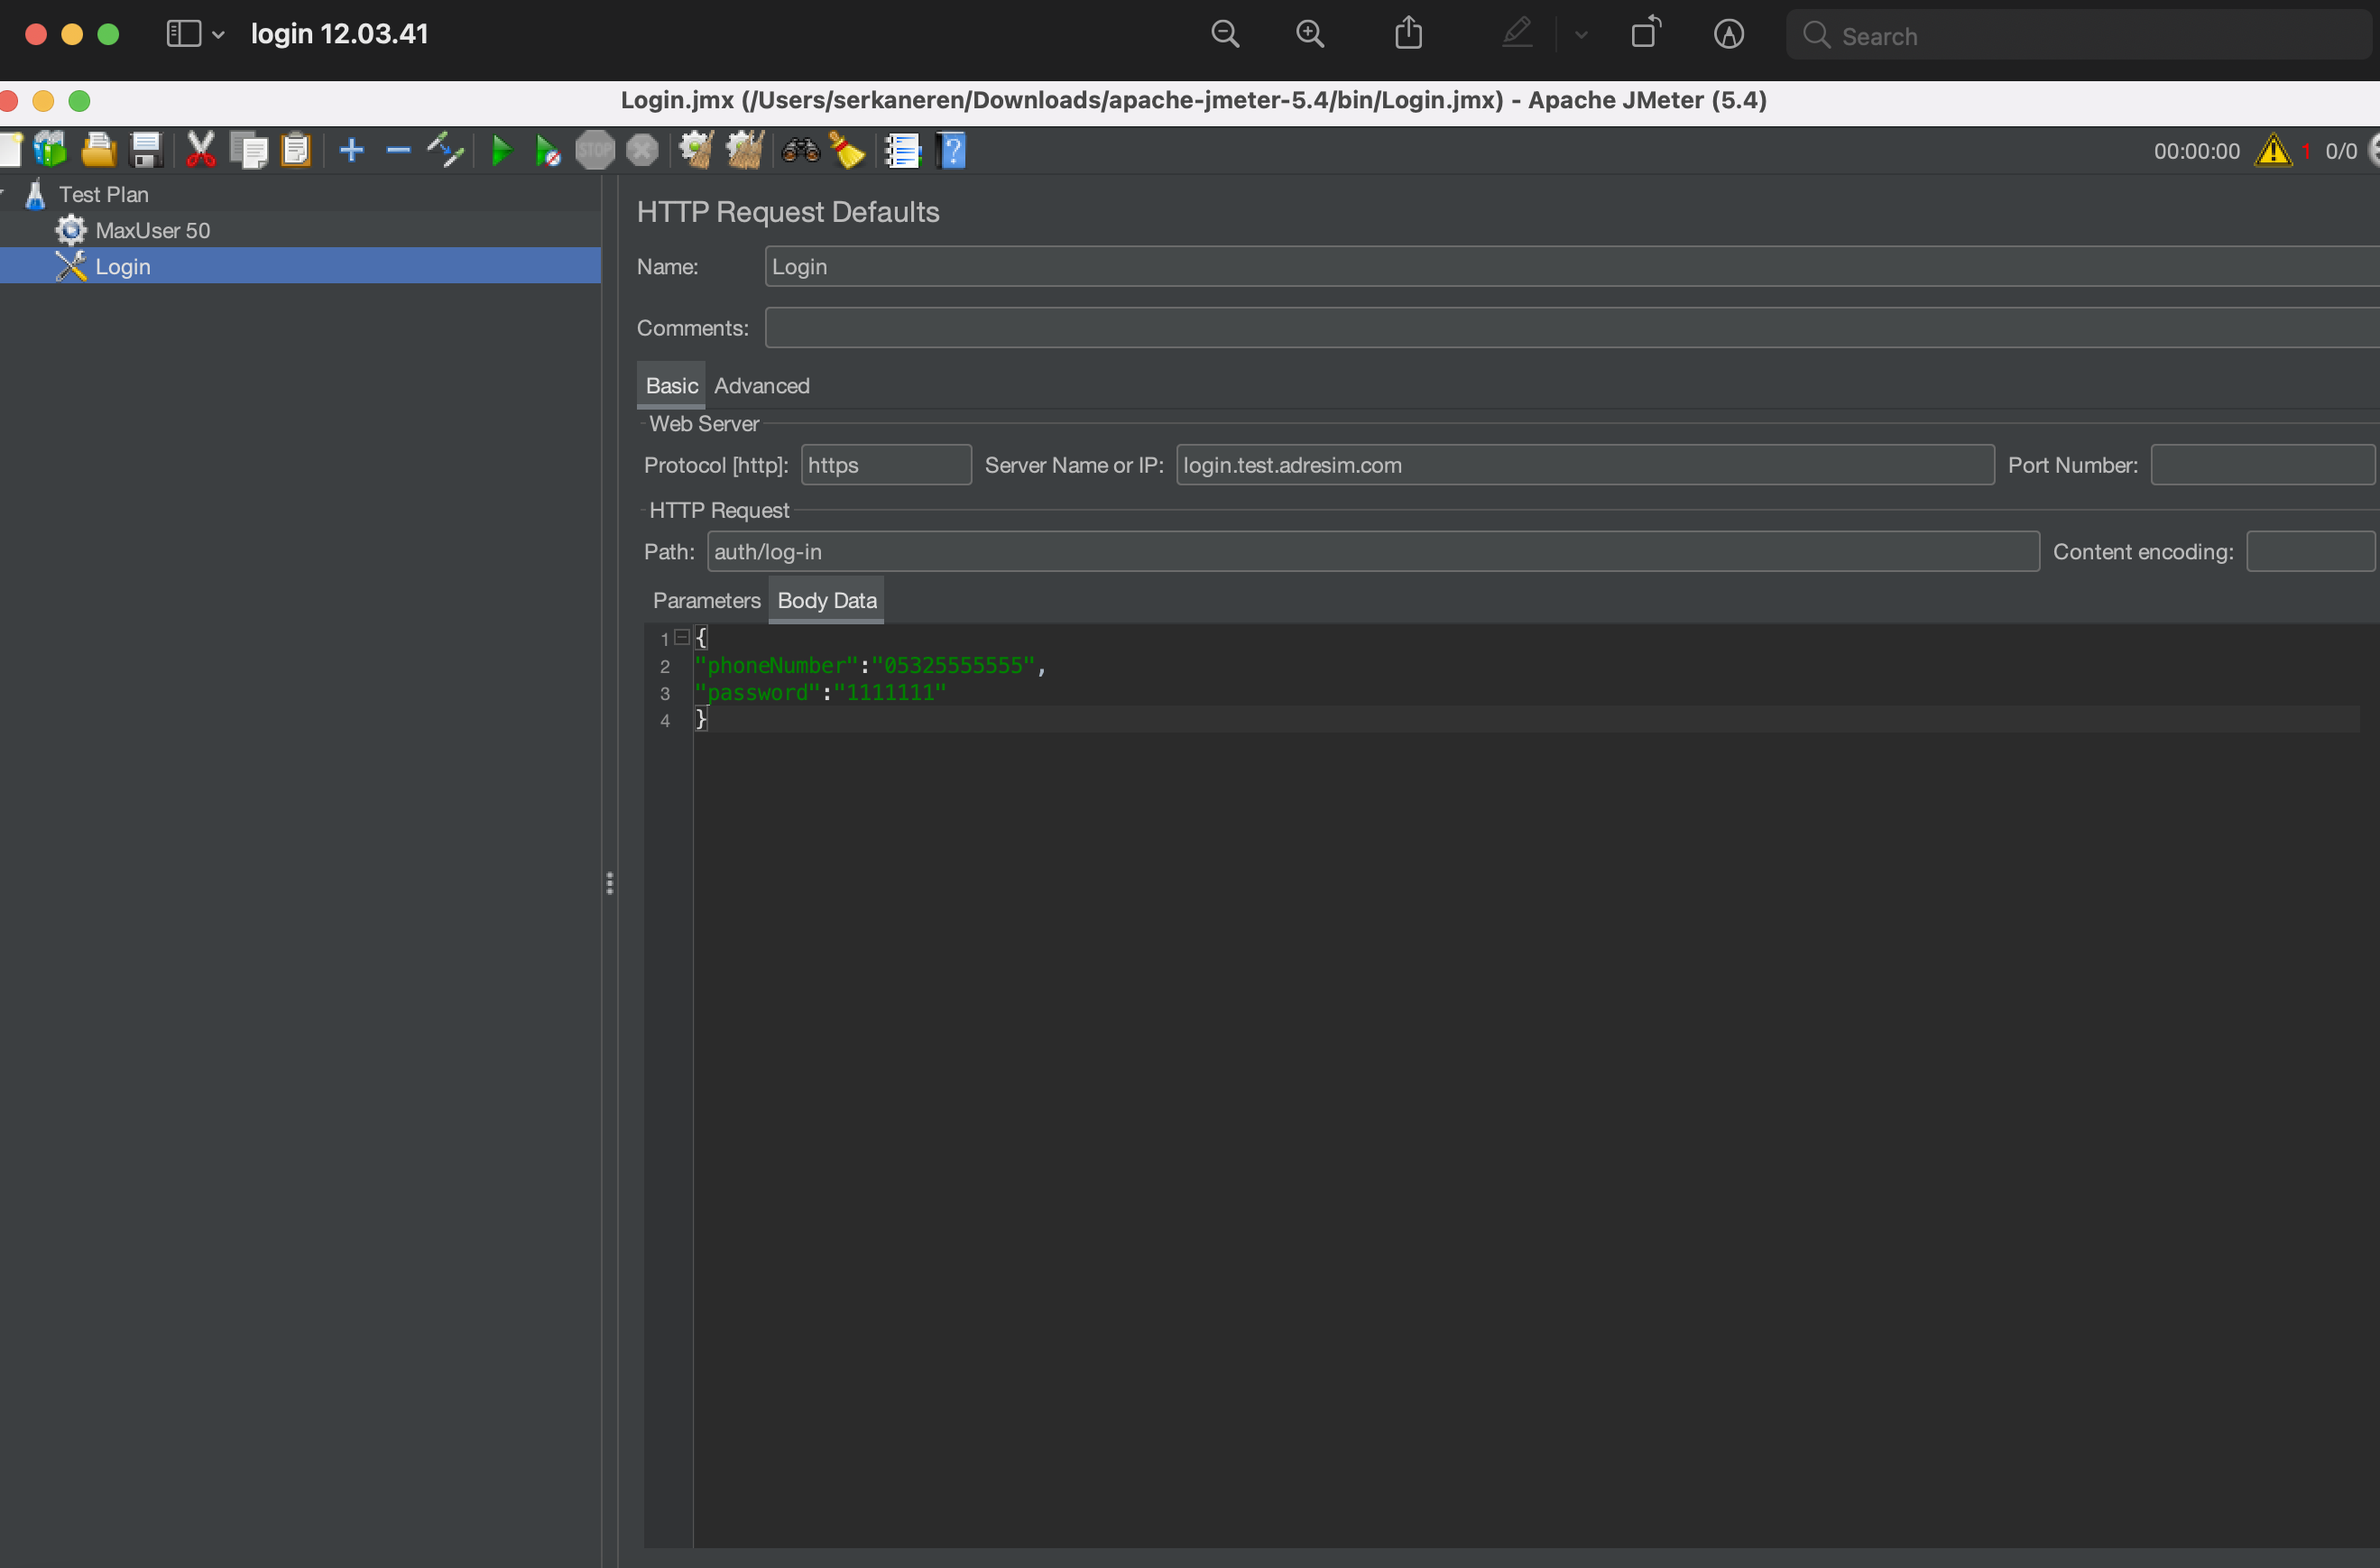 login 12.03.41
Search
Login.jmx (/Users/serkaneren/Downloads/apache-jmeter-5.4/bin/Login.jmx) - Apache JMeter (5.4)
STOP
?
00:00:00
1
0/0
Test Plan
MaxUser 50
Login
HTTP Request Defaults
Name: Login
Comments:
Basic Advanced
Web Server
Protocol [http]: https Server Name or IP: login.test.adresim.com Port Number:
HTTP Request
Path: auth/log-in Content encoding:
Parameters Body Data
1 {
2 "phoneNumber":"05325555555",
3 "password":"1111111"
4 }